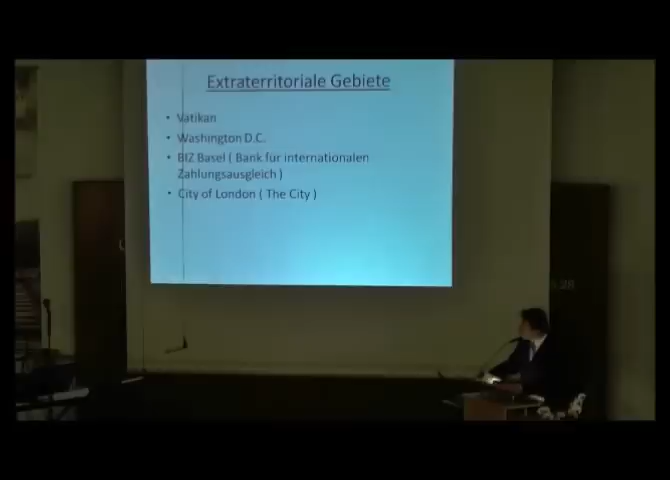 Extraterritoriale Gebiete
• Vatikan
• Washington D.C.
• BIZ Basel ( Bank für internationalen
Zahlungsausgleich )
• City of London ( The City )